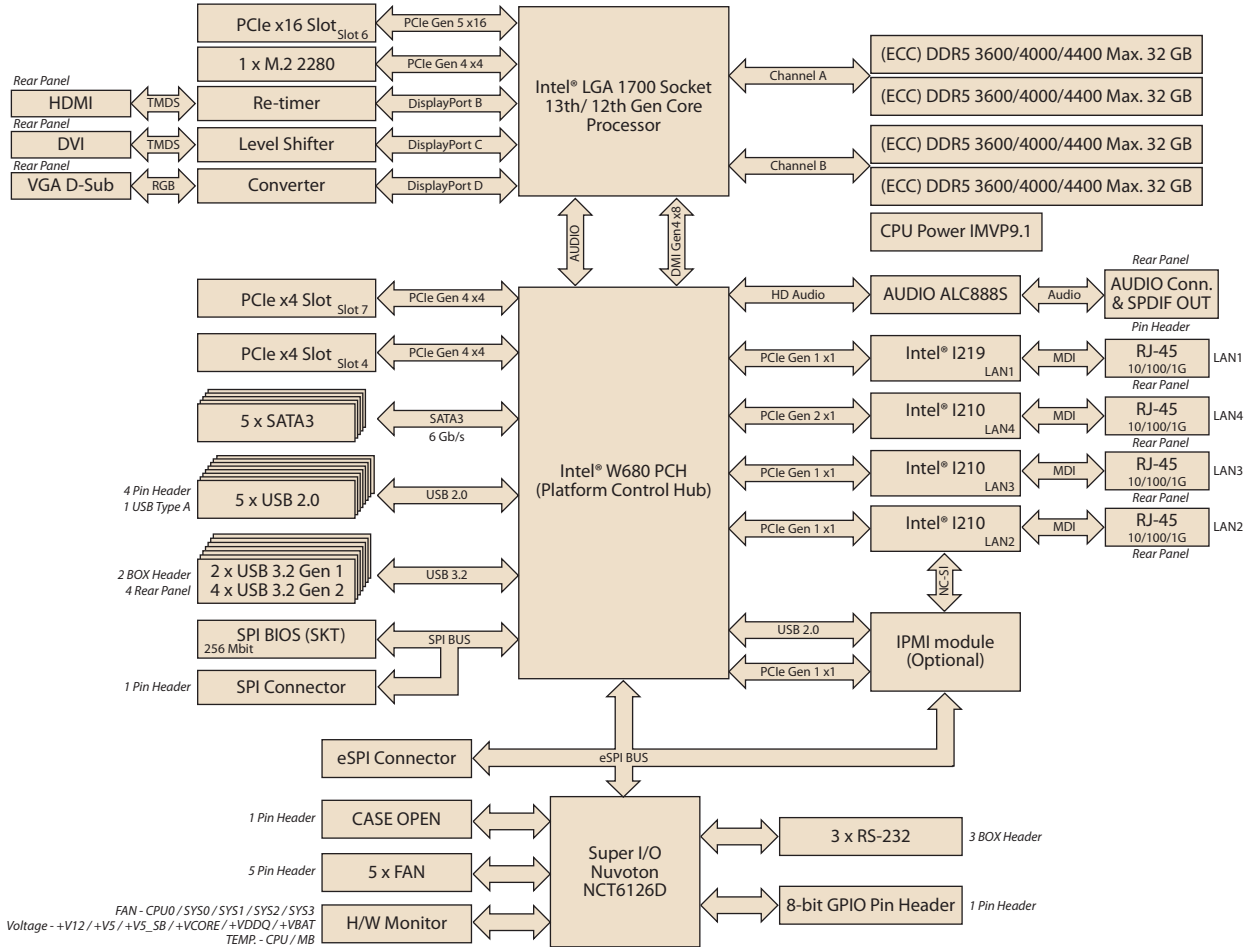 PCIe x16 Slot
Slot 6
PCIe Gen 5 x16
1 x M.2 2280
PCIe Gen 4 x4
Rear Panel
HDMI
TMDS
Re-timer
DisplayPort B
Rear Panel
DVI
TMDS
Level Shifter
DisplayPort C
Rear Panel
VGA D-Sub
RGB
Converter
DisplayPort D
Intel® LGA 1700 Socket
13th/ 12th Gen Core
Processor
Channel A
(ECC) DDR5 3600/4000/4400 Max. 32 GB
(ECC) DDR5 3600/4000/4400 Max. 32 GB
Channel B
(ECC) DDR5 3600/4000/4400 Max. 32 GB
(ECC) DDR5 3600/4000/4400 Max. 32 GB
CPU Power IMVP9.1
AUDIO
DMI Gen4 x8
PCIe x4 Slot
Slot 7
PCIe Gen 4 x4
PCIe x4 Slot
Slot 4
PCIe Gen 4 x4
5 x SATA3
SATA3
6 Gb/s
4 Pin Header
1 USB Type A
5 x USB 2.0
USB 2.0
2 BOX Header
4 Rear Panel
2 x USB 3.2 Gen 1
4 x USB 3.2 Gen 2
USB 3.2
SPI BIOS (SKT)
256 Mbit
SPI BUS
1 Pin Header
SPI Connector
Intel® W680 PCH
(Platform Control Hub)
HD Audio
AUDIO ALC888S
Audio
Rear Panel
AUDIO Conn.
& SPDIF OUT
Pin Header
PCIe Gen 1 x1
Intel® I219
LAN1
MDI
RJ-45
10/100/1G
LAN1
Rear Panel
PCIe Gen 2 x1
Intel® I210
LAN4
MDI
RJ-45
10/100/1G
LAN4
Rear Panel
PCIe Gen 1 x1
Intel® I210
LAN3
MDI
RJ-45
10/100/1G
LAN3
Rear Panel
PCIe Gen 1 x1
Intel® I210
LAN2
MDI
RJ-45
10/100/1G
LAN2
Rear Panel
NC-SI
USB 2.0
PCIe Gen 1 x1
IPMI module
(Optional)
eSPI Connector
eSPI BUS
1 Pin Header
CASE OPEN
5 Pin Header
5 x FAN
FAN - CPU0 / SYS0 / SYS1 / SYS2 / SYS3
Voltage - +V12 / +V5 / +V5_SB / +VCORE / +VDDQ / +VBAT
TEMP. - CPU / MB
H/W Monitor
Super I/O
Nuvoton
NCT6126D
3 x RS-232
3 BOX Header
8-bit GPIO Pin Header
1 Pin Header